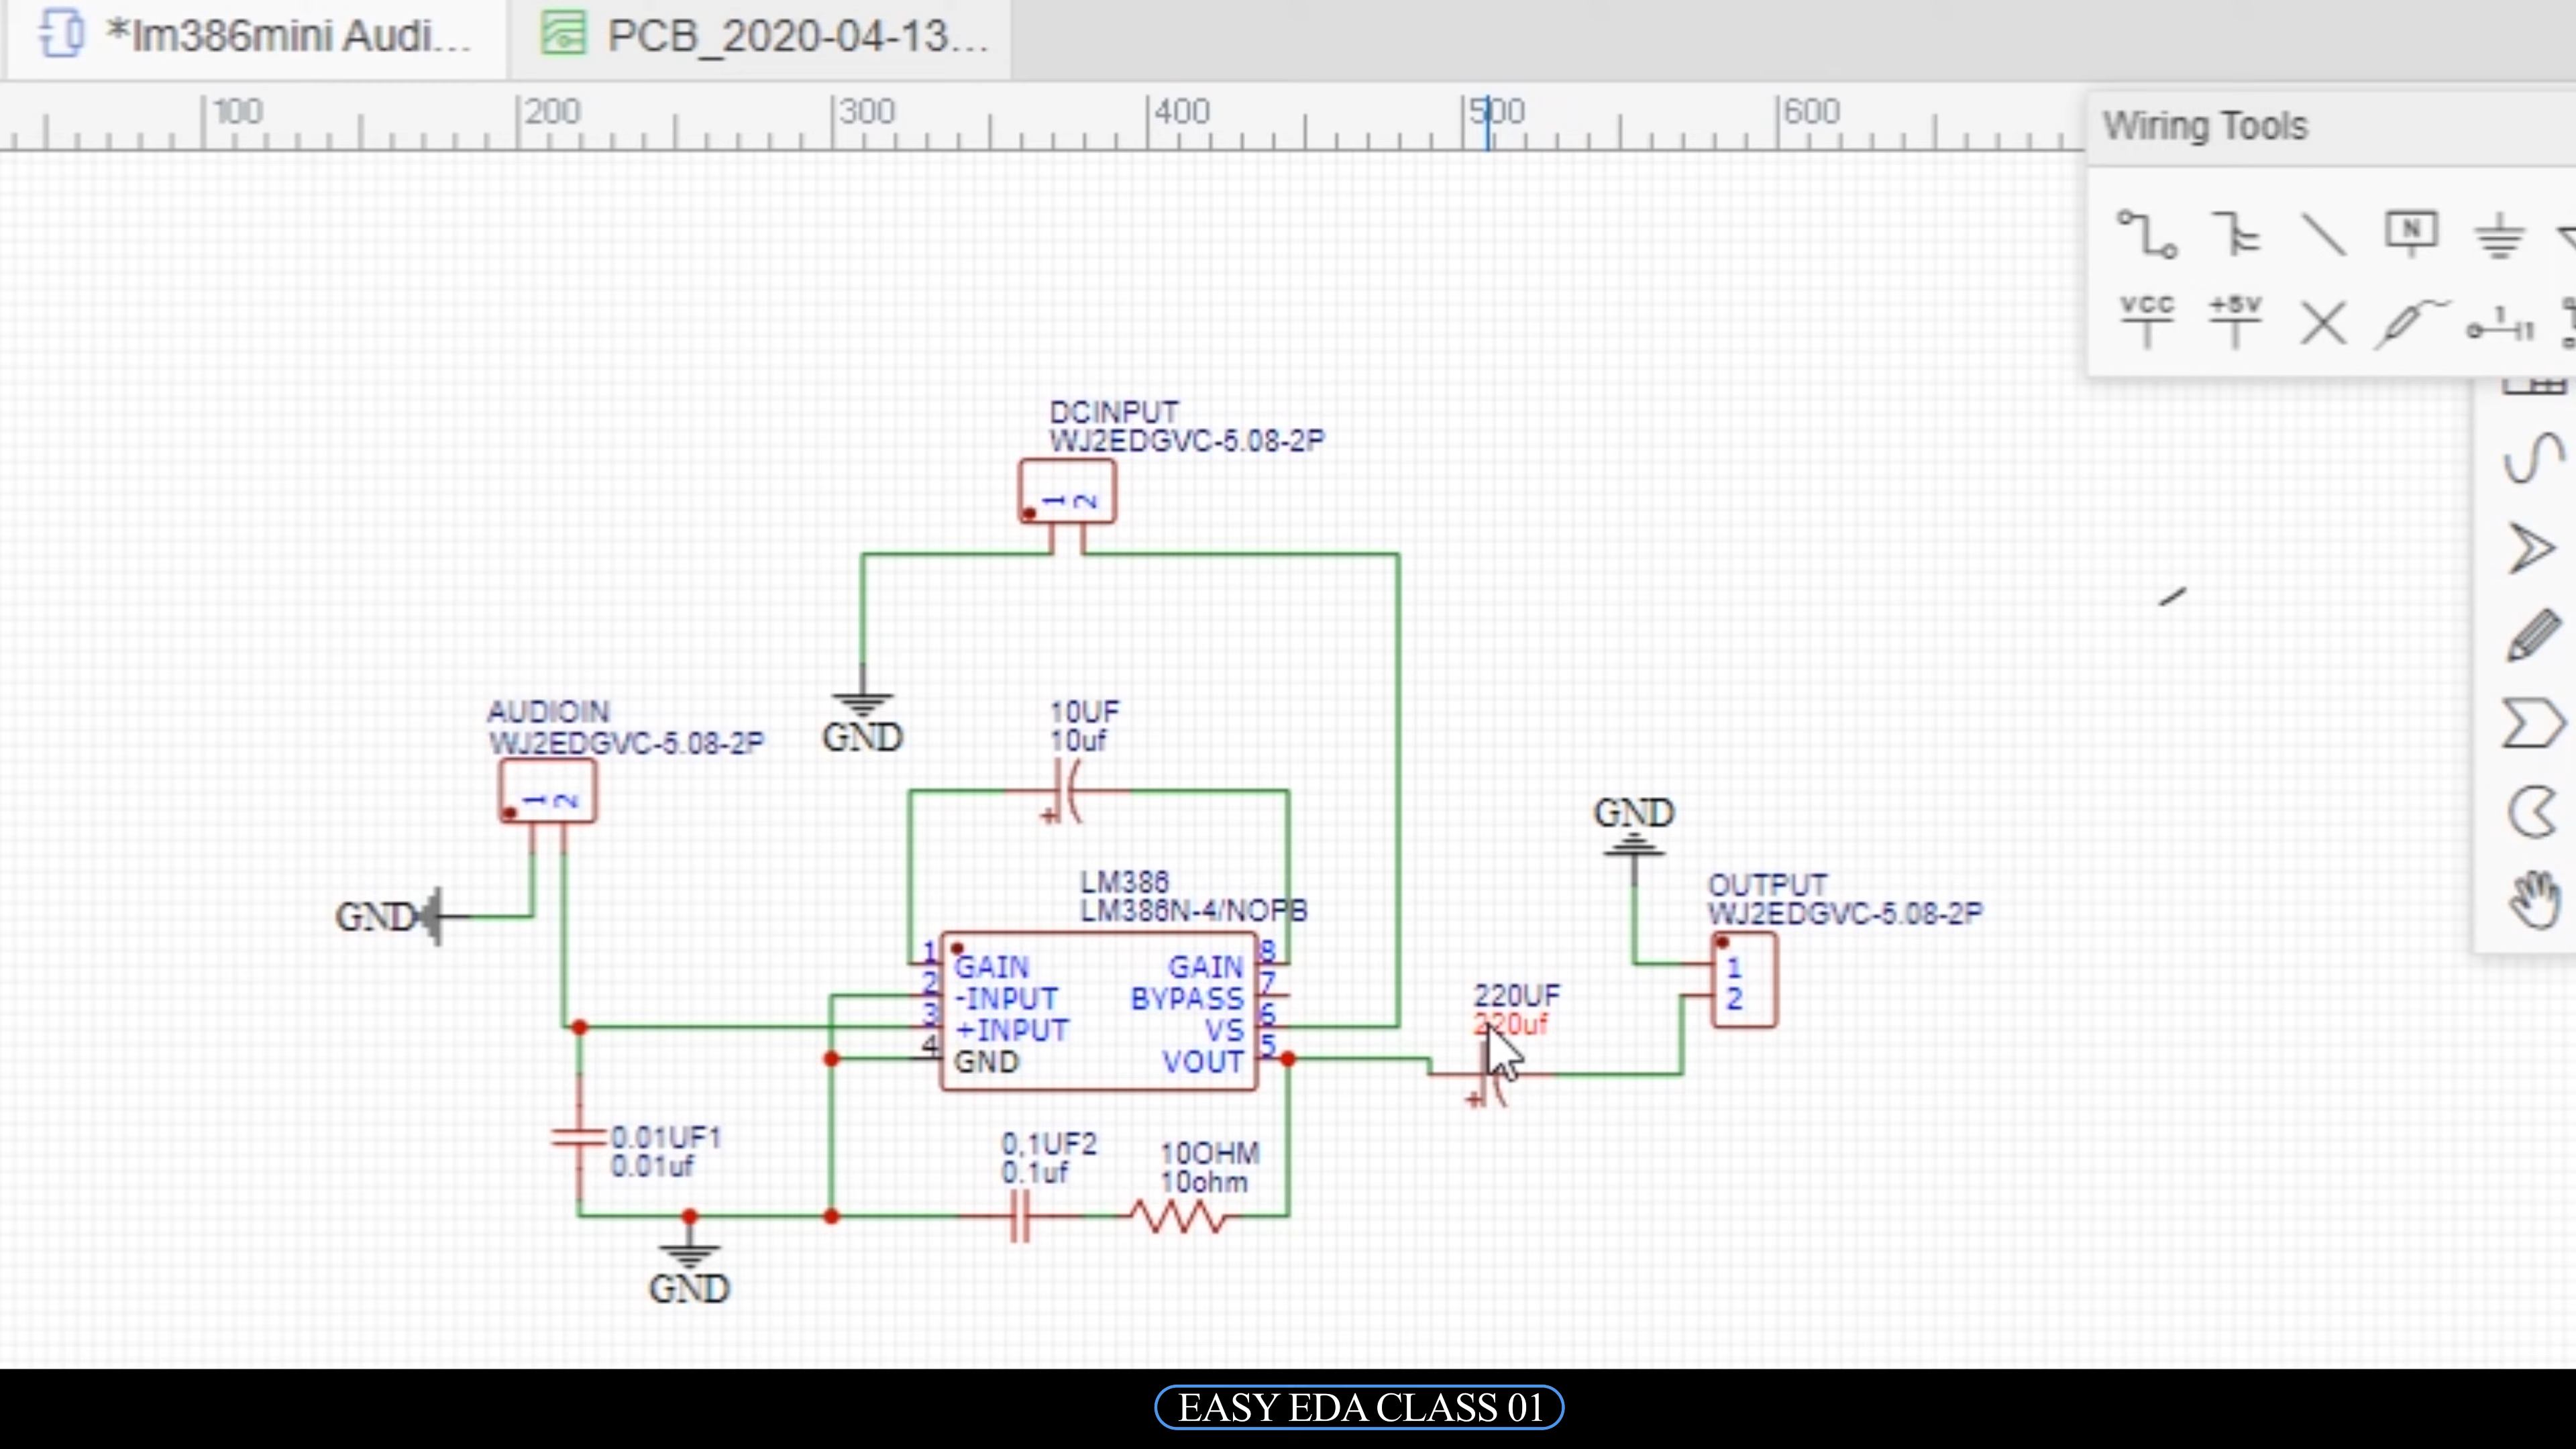 *lm386mini Audi...
PCB_2020-04-13...
100 200 300 400 500 600
Wiring Tools
N
VCC +5V 1 1
DCINPUT
WJ2EDGVC-5.08-2P
1 2
GND
AUDIOIN
WJ2EDGVC-5.08-2P
1 2
GND
10UF
10uf
+
LM386
LM386N-4/NOPB
1 GAIN GAIN 8
2 -INPUT BYPASS 7
3 +INPUT VS 6
4 GND VOUT 5
GND
OUTPUT
WJ2EDGVC-5.08-2P
1
2
220UF
220uf
+
0.01UF1
0.01uf
0,1UF2
0.1uf
10OHM
10ohm
GND
EASY EDA CLASS 01